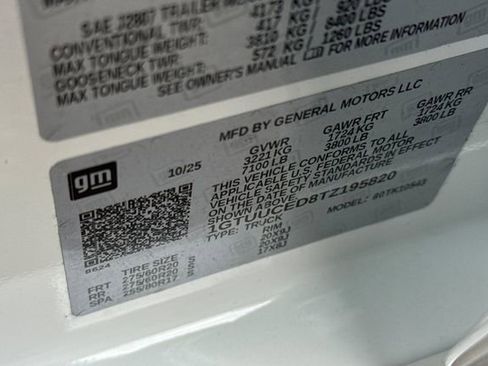 SAE J2807 TRAILER
CONVENTIONAL TWR: 4173 KG 920 LBS
MAX TONGUE WEIGHT: 417 KG 8400 LBS
GOOSENECK TWR: 3810 KG 1260 LBS
MAX TONGUE WEIGHT: 572 KG
SEE OWNER'S MANUAL gm FOR MORE INFORMATION
MFD BY GENERAL MOTORS LLC
gm 10/25
GVWR GAWR FRT GAWR RR
3221 KG 1724 KG 1724 KG
7100 LB 3800 LB 3800 LB
THIS VEHICLE CONFORMS TO ALL
APPLICABLE U.S. FEDERAL MOTOR
VEHICLE SAFETY STANDARDS IN EFFECT
ON THE DATE OF MANUFACTURE
SHOWN ABOVE.
1GTUUCED8TZ195820
TYPE: TRUCK MODEL: TK10543
TIRE SIZE RIM
FRT 275/60R20 S 20X9J
RR 275/60R20 S 20X9J
SPA 255/80R17 S 17X8J